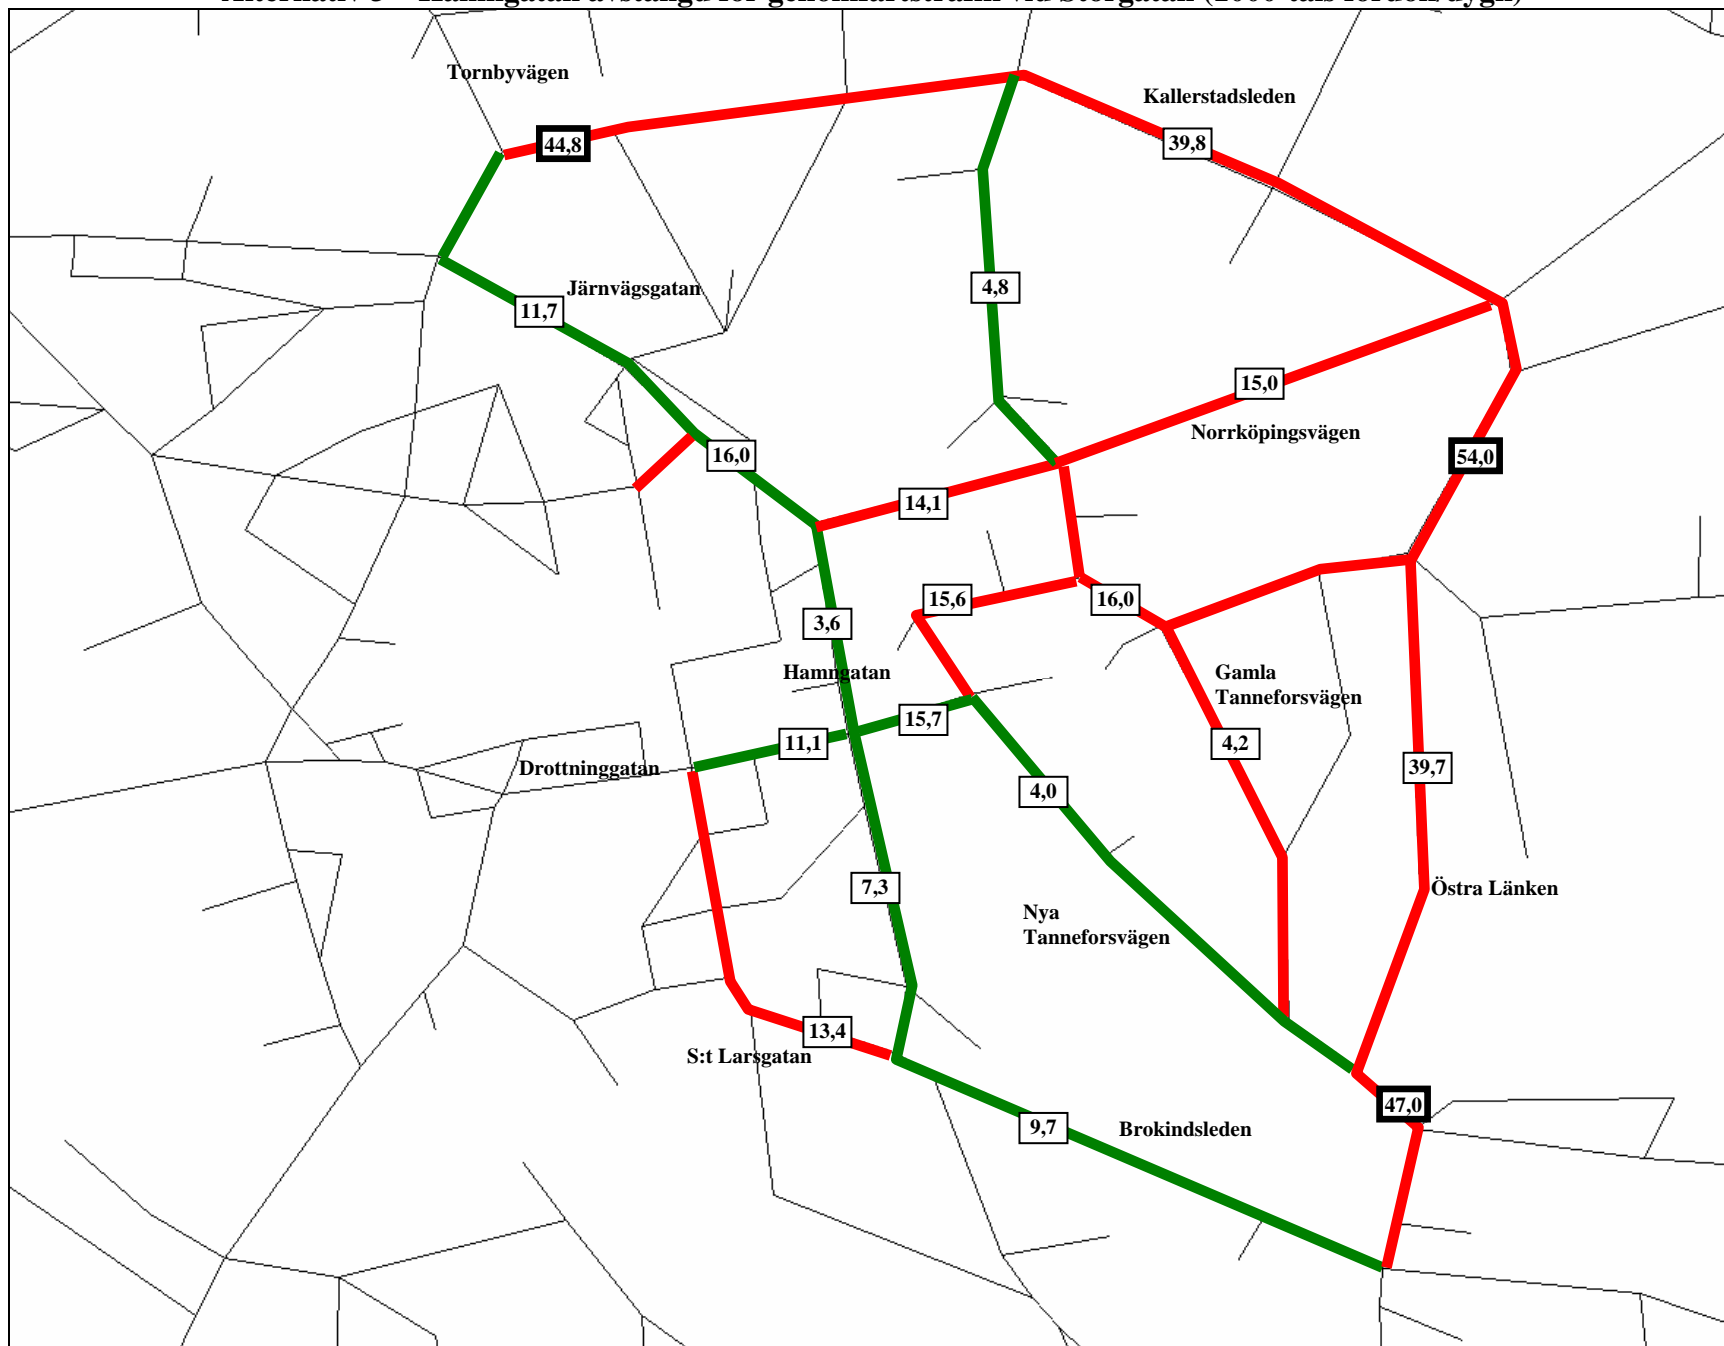 Tornbyvägen
Kallerstadsleden
44,8
39,8
Järnvägsgatan
4,8
11,7
15,0
Norrköpingsvägen
16,0
54,0
14,1
15,6
16,0
3,6
Hamngatan
Gamla
Tanneforsvägen
15,7
11,1
4,2
Drottninggatan
39,7
4,0
7,3
Östra Länken
Nya
Tanneforsvägen
13,4
S:t Larsgatan
47,0
9,7
Brokindsleden